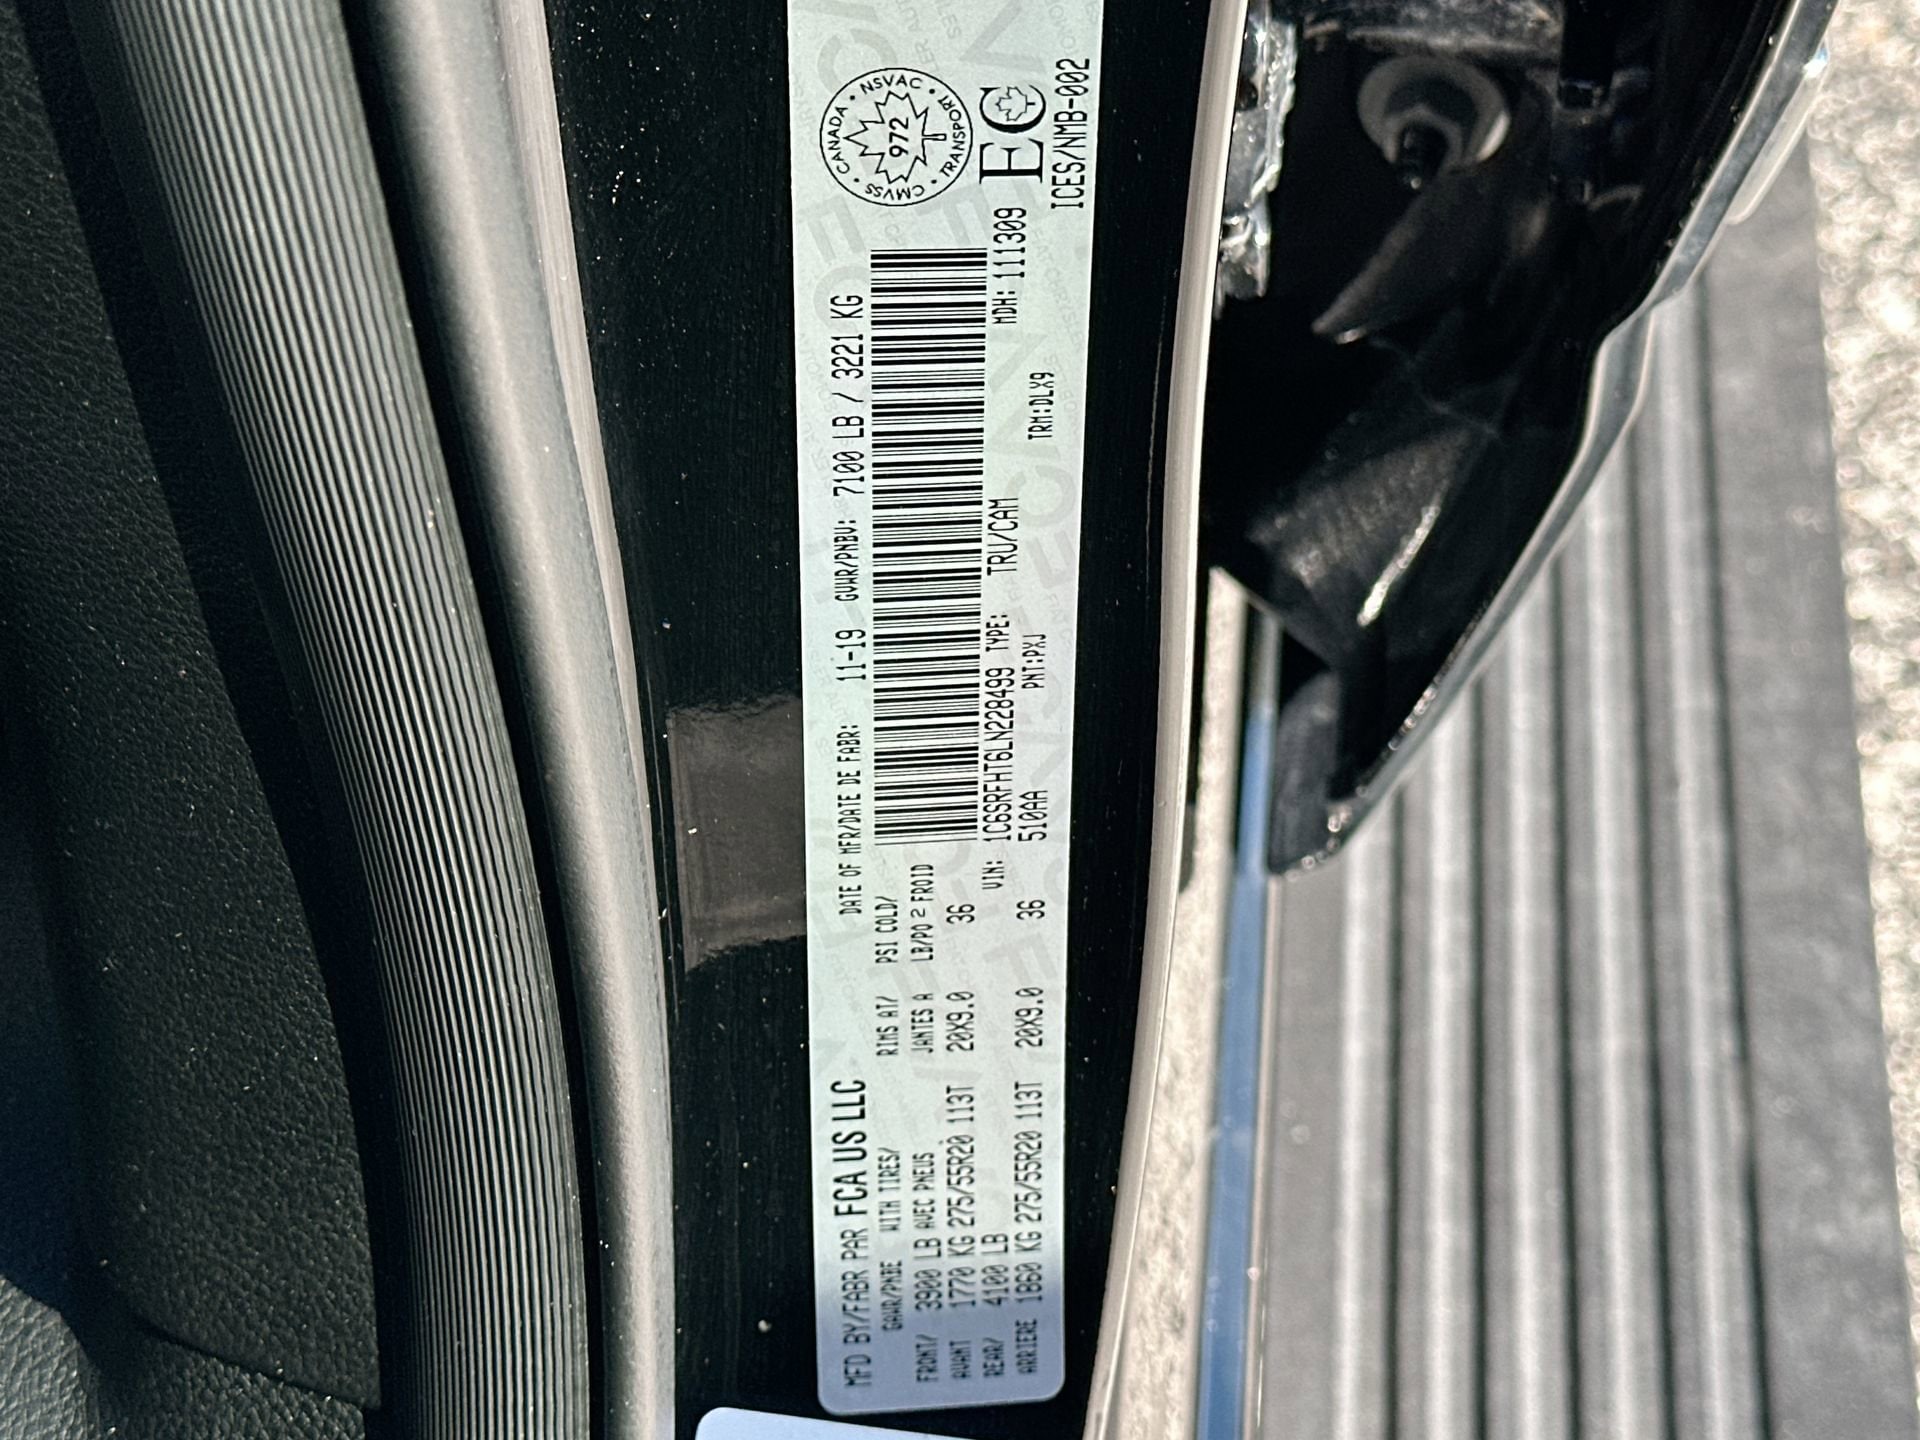 MFD BY/FABR PAR FCA US LLC
DATE OF MFR/DATE DE FABR: 11-19 GVWR/PNBV: 7100 LB / 3221 KG
GAWR/PNBE WITH TIRES/ RIMS AT/ PSI COLD/
FRONT/ 3900 LB AVEC PNEUS JANTES A LB/PO² FROID
AVANT 1770 KG 275/55R20 113T 20X9.0 36
REAR/ 4100 LB
ARRIERE 1860 KG 275/55R20 113T 20X9.0 36
VIN: 1C6SRFHT6LN228499 TYPE: TRU/CAM MDH: 111309
510AA PNT:PXJ TRM:DLX9
CANADA • NSVAC • TRANSPORT • CMVSS •
972
EC
ICES/NMB-002